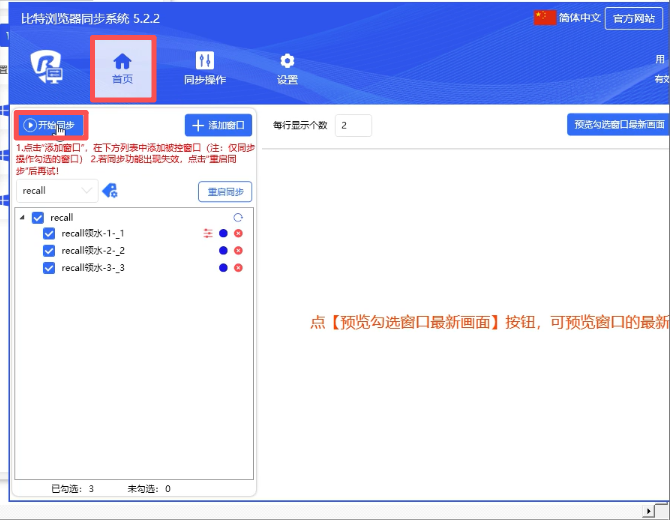 比特浏览器同步系统 5.2.2
简体中文
官方网站
首页
同步操作
设置
用
有效
置
开始同步
添加窗口
每行显示个数
2
预览勾选窗口最新画面
1.点击“添加窗口”，在下方列表中添加被控窗口（注：仅同步
操作勾选的窗口） 2.若同步功能出现失效，点击“重启同
步”后再试！
recall
重启同步
recall
recall领水-1-_1
recall领水-2-_2
recall领水-3-_3
点【预览勾选窗口最新画面】按钮，可预览窗口的最新
已勾选： 3
未勾选： 0